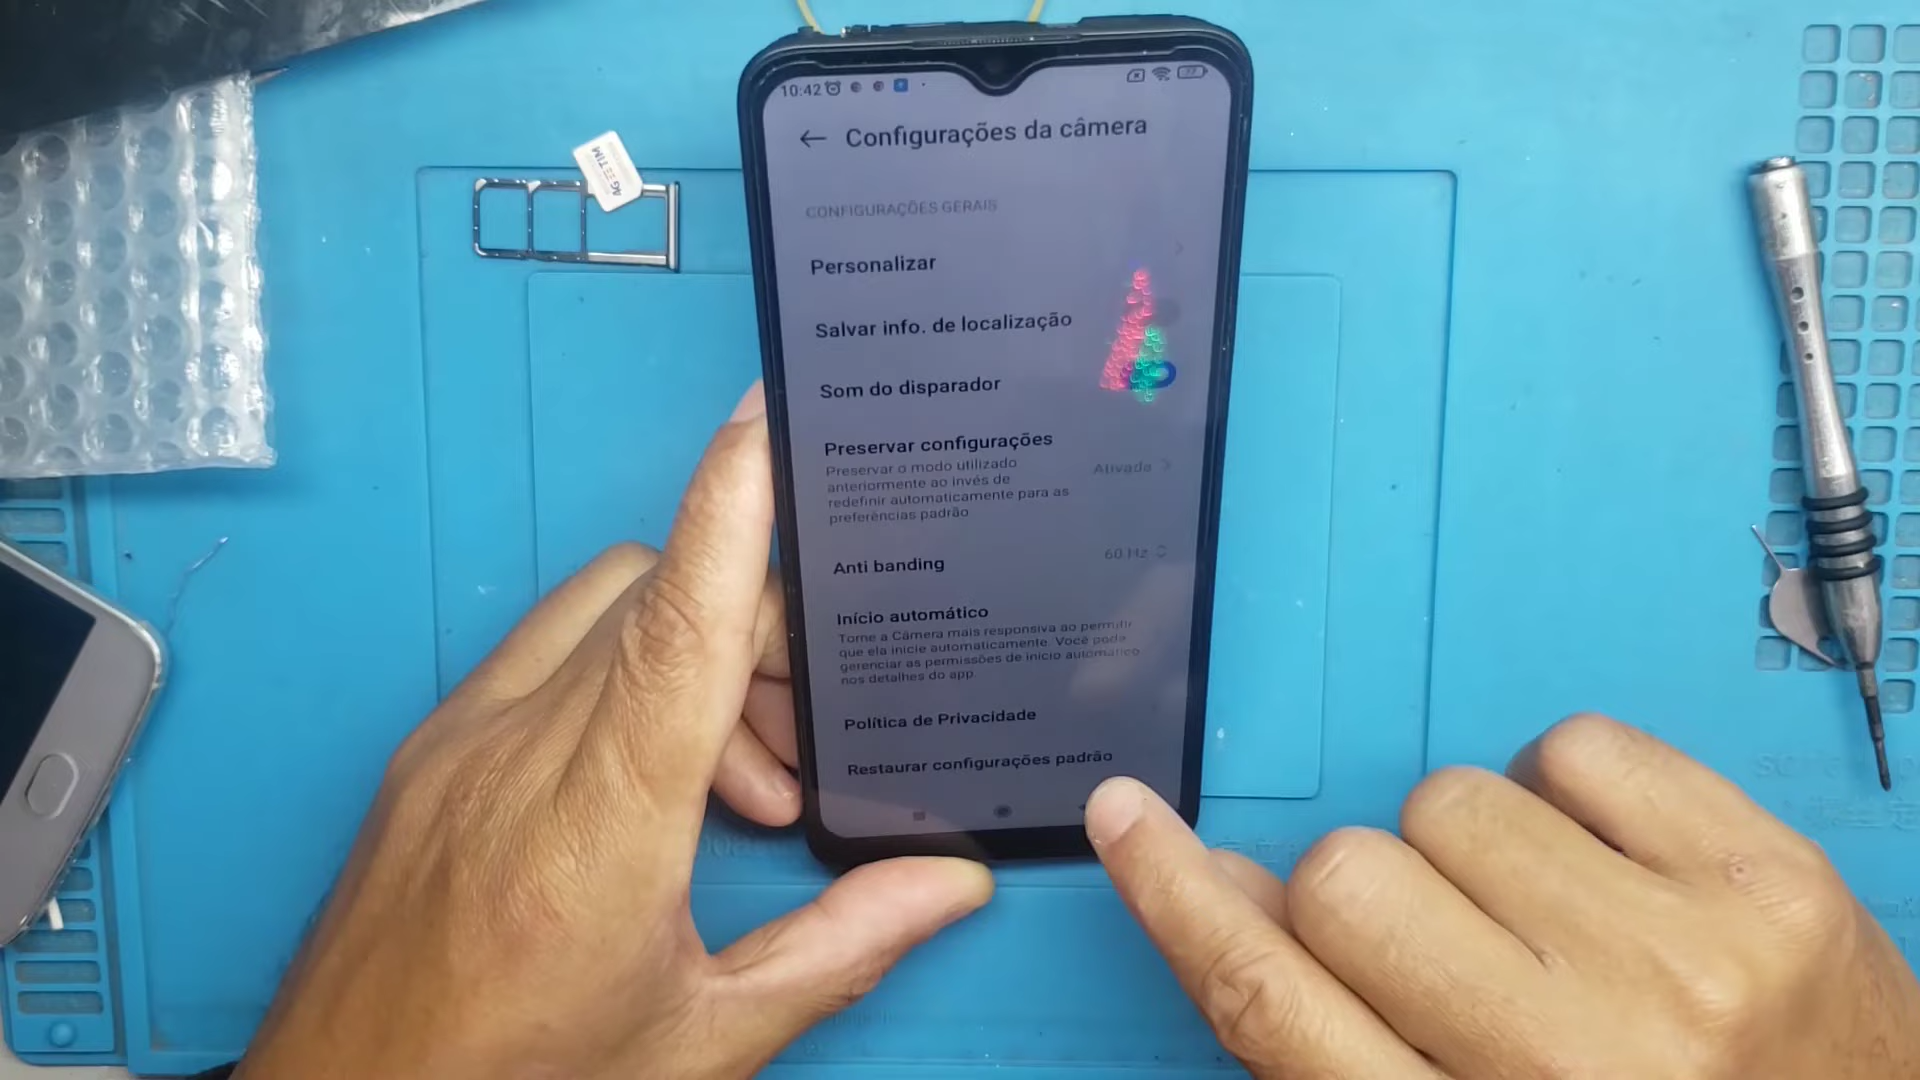 10:42
Configurações da câmera
CONFIGURAÇÕES GERAIS
Personalizar
Salvar info. de localização
Som do disparador
Preservar configurações
Preservar o modo utilizado
anteriormente ao invés de
redefinir automaticamente para as
preferências padrão
Ativada
Anti banding
60 Hz
Início automático
Torne a Câmera mais responsiva ao permitir
que ela inicie automaticamente. Você pode
gerenciar as permissões de início automático
nos detalhes do app
Política de Privacidade
Restaurar configurações padrão
4G TIM